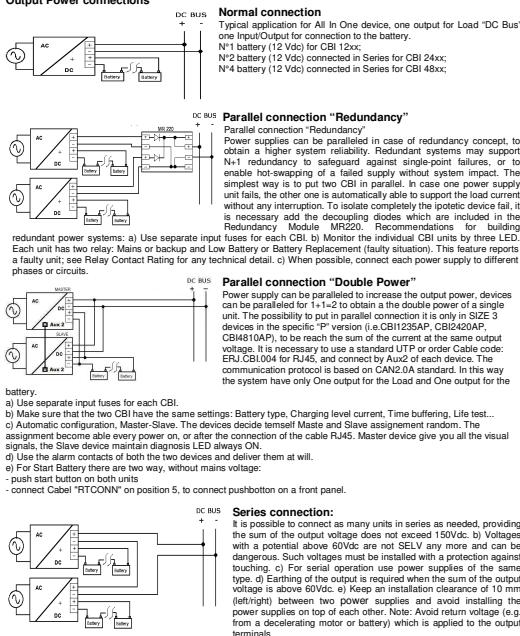 Output Power connections
DC BUS
+ -
AC
DC
+
-
+
-
Battery
Battery
Normal connection
Typical application for All In One device, one output for Load “DC Bus”
one Input/Output for connection to the battery.
N°1 battery (12 Vdc) for CBI 12xx;
N°2 battery (12 Vdc) connected in Series for CBI 24xx;
N°4 battery (12 Vdc) connected in Series for CBI 48xx;
DC BUS
+ -
MR 220
AC
DC
Battery
Battery
AC
DC
Battery
Battery
Parallel connection “Redundancy”
Parallel connection “Redundancy”
Power supplies can be paralleled in case of redundancy concept, to
obtain a higher system reliability. Redundant systems may support
N+1 redundancy to safeguard against single-point failures, or to
enable hot-swapping of a failed supply without system impact. The
simplest way is to put two CBI in parallel. In case one power supply
unit fails, the other one is automatically able to support the load current
without any interruption. To isolate completely the ipotetic device fail, it
is necessary add the decoupling diodes which are included in the
Redundancy Module MR220. Recommendations for building
redundant power systems: a) Use separate input fuses for each CBI. b) Monitor the individual CBI units by three LED.
Each unit has two relay: Mains or backup and Low Battery or Battery Replacement (faulty situation). This feature reports
a faulty unit; see Relay Contact Rating for any technical detail. c) When possible, connect each power supply to different
phases or circuits.
DC BUS
+ -
MASTER
AC
DC
Aux 2
SLAVE
AC
DC
Aux 2
Battery
Battery
Parallel connection “Double Power”
Power supply can be paralleled to increase the output power, devices
can be paralleled for 1+1=2 to obtain a the double power of a single
unit. The possibility to put in parallel connection it is only in SIZE 3
devices in the specific “P” version (i.e.CBI1235AP, CBI2420AP,
CBI4810AP), to be reach the sum of the current at the same output
voltage. It is necessary to use a standard UTP or order Cable code:
ERJ.CBI.004 for RJ45, and connect by Aux2 of each device. The
communication protocol is based on CAN2.0A standard. In this way
the system have only One output for the Load and One output for the
battery.
a) Use separate input fuses for each CBI.
b) Make sure that the two CBI have the same settings: Battery type, Charging level current, Time buffering, Life test...
c) Automatic configuration, Master-Slave. The devices decide temself Maste and Slave assignement random. The
assignment become able every power on, or after the connection of the cable RJ45. Master device give you all the visual
signals, the Slave device maintain diagnosis LED always ON.
d) Use the alarm contacts of both the two devices and deliver them at will.
e) For Start Battery there are two way, without mains voltage:
- push start button on both units
- connect Cabel “RTCONN” on position 5, to connect pushbotton on a front panel.
DC BUS
+ -
AC
DC
Battery
Battery
AC
DC
Battery
Battery
Series connection:
It is possible to connect as many units in series as needed, providing
the sum of the output voltage does not exceed 150Vdc. b) Voltages
with a potential above 60Vdc are not SELV any more and can be
dangerous. Such voltages must be installed with a protection against
touching. c) For serial operation use power supplies of the same
type. d) Earthing of the output is required when the sum of the output
voltage is above 60Vdc. e) Keep an installation clearance of 10 mm
(left/right) between two power supplies and avoid installing the
power supplies on top of each other. Note: Avoid return voltage (e.g.
from a decelerating motor or battery) which is applied to the output
terminals